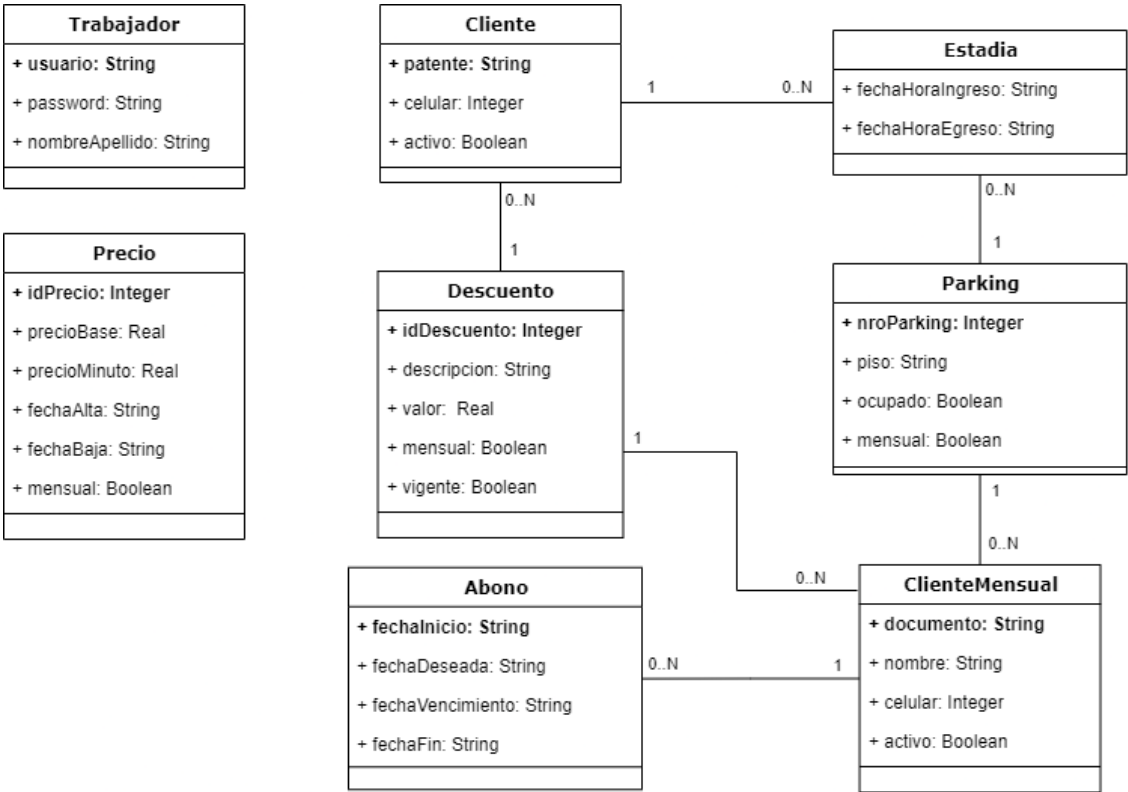 Trabajador
+ usuario: String
+ password: String
+ nombreApellido: String
Cliente
+ patente: String
+ celular: Integer
+ activo: Boolean
1
0..N
Estadia
+ fechaHoraIngreso: String
+ fechaHoraEgreso: String
0..N
1
0..N
1
Precio
+ idPrecio: Integer
+ precioBase: Real
+ precioMinuto: Real
+ fechaAlta: String
+ fechaBaja: String
+ mensual: Boolean
Descuento
+ idDescuento: Integer
+ descripcion: String
+ valor: Real
+ mensual: Boolean
+ vigente: Boolean
1
0..N
Parking
+ nroParking: Integer
+ piso: String
+ ocupado: Boolean
+ mensual: Boolean
1
0..N
Abono
+ fechaInicio: String
+ fechaDeseada: String
+ fechaVencimiento: String
+ fechaFin: String
0..N
1
ClienteMensual
+ documento: String
+ nombre: String
+ celular: Integer
+ activo: Boolean